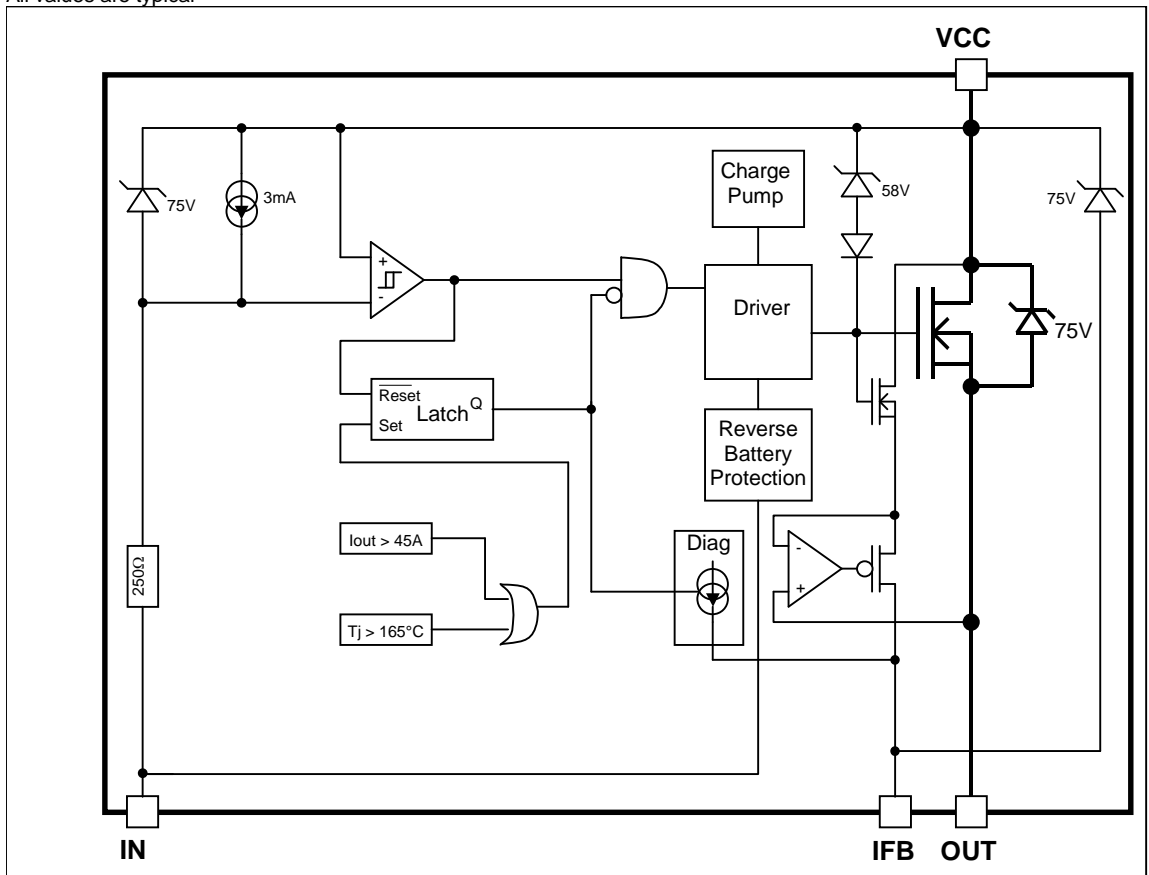 All values are typical
VCC
75V
3mA
Charge
Pump
58V
75V
+
-
Driver
75V
Reset
Latch
Q
Set
Reverse
Battery
Protection
Iout > 45A
Diag
-
+
250Ω
Tj > 165°C
IN
IFB
OUT